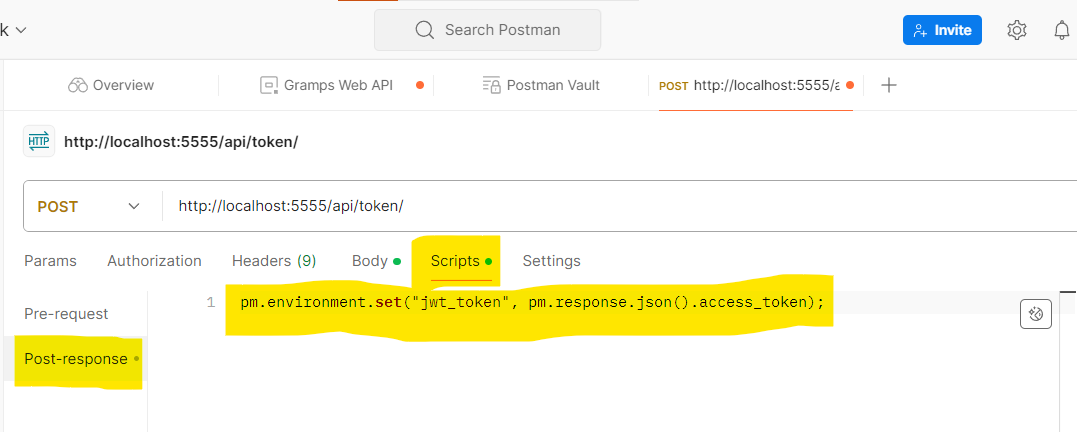 k
Search Postman
Invite
Overview
Gramps Web API
Postman Vault
POST http://localhost:5555/a
HTTP http://localhost:5555/api/token/
POST
http://localhost:5555/api/token/
Params
Authorization
Headers (9)
Body
Scripts
Settings
Pre-request
Post-response
1 pm.environment.set("jwt_token", pm.response.json().access_token);